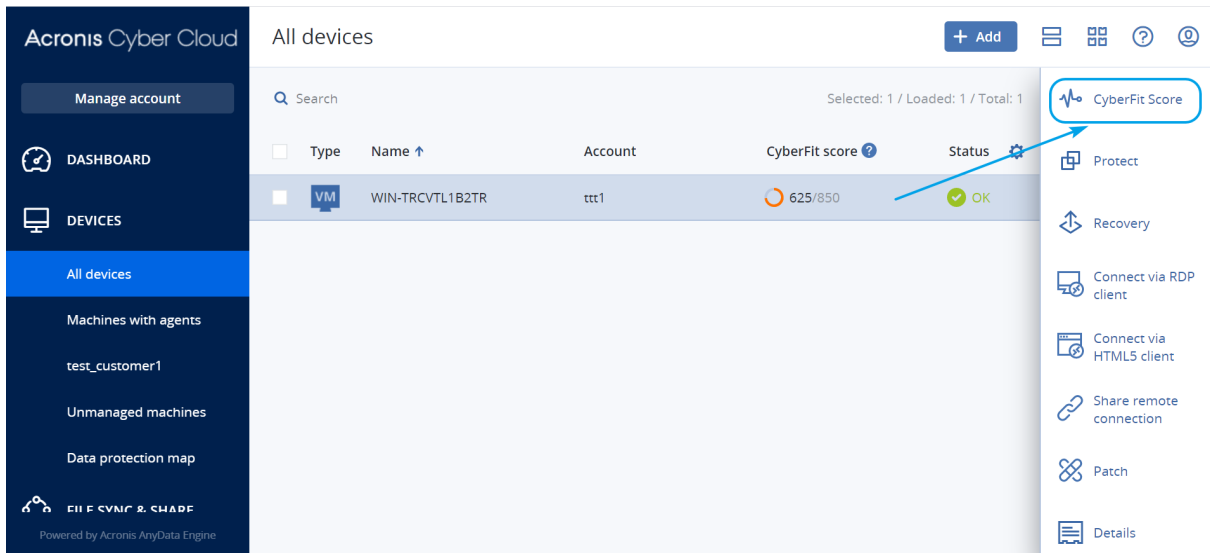 Acronis Cyber Cloud
Manage account
DASHBOARD
DEVICES
All devices
Machines with agents
test_customer1
Unmanaged machines
Data protection map
FILE SYNC & SHARE
Powered by Acronis AnyData Engine
All devices
+ Add
Search
Selected: 1 / Loaded: 1 / Total: 1
Type Name ↑ Account CyberFit score ? Status
VM WIN-TRCVTL1B2TR ttt1 625/850 OK
CyberFit Score
Protect
Recovery
Connect via RDP
client
Connect via
HTML5 client
Share remote
connection
Patch
Details